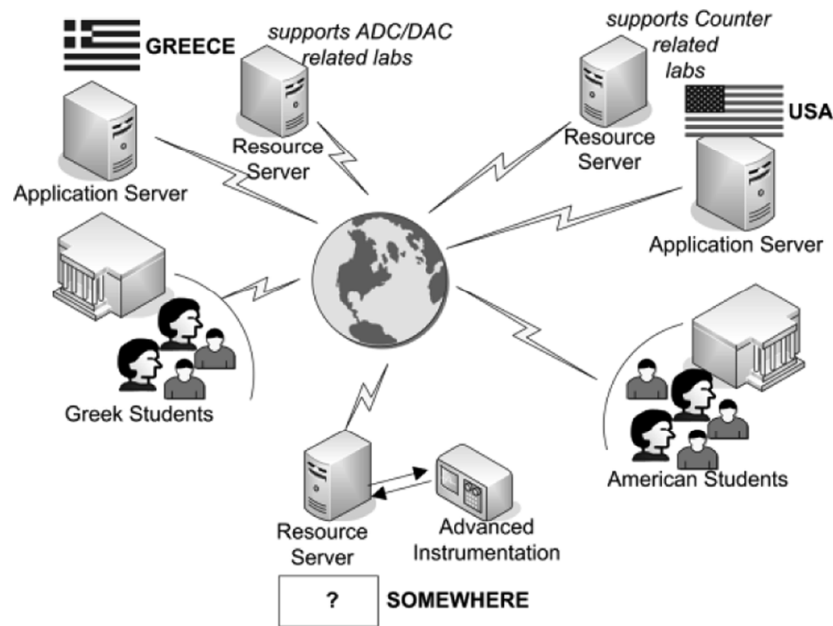 GREECE
supports ADC/DAC
related labs
Resource
Server
Application Server
supports Counter
related
labs
Resource
Server
USA
Application Server
Greek Students
American Students
Resource
Server
Advanced
Instrumentation
?
SOMEWHERE